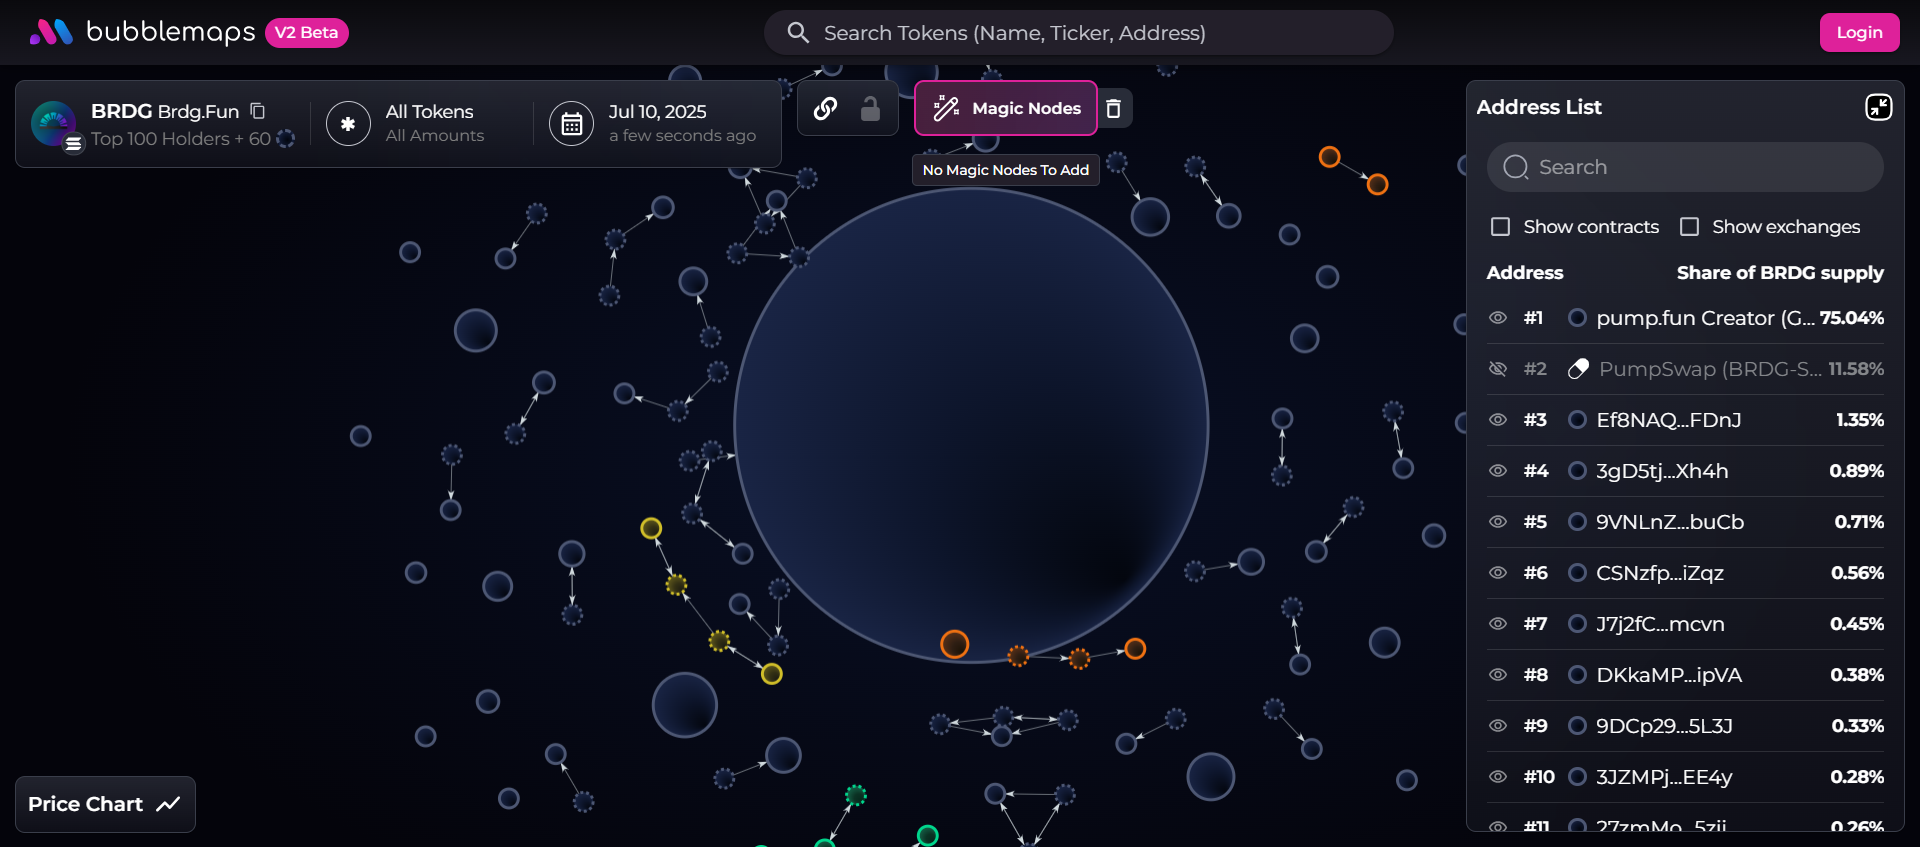 bubblemaps V2 Beta
Search Tokens (Name, Ticker, Address)
Login
BRDG Brdg.Fun
Top 100 Holders + 60
All Tokens
All Amounts
Jul 10, 2025
a few seconds ago
Magic Nodes
No Magic Nodes To Add
Address List
Search
Show contracts Show exchanges
Address Share of BRDG supply
#1 pump.fun Creator (G... 75.04%
#2 PumpSwap (BRDG-S... 11.58%
#3 Ef8NAQ...FDnJ 1.35%
#4 3gD5tj...Xh4h 0.89%
#5 9VNLnZ...buCb 0.71%
#6 CSNzfp...iZqz 0.56%
#7 J7j2fC...mcvn 0.45%
#8 DKkaMP...ipVA 0.38%
#9 9DCp29...5L3J 0.33%
#10 3JZMPj...EE4y 0.28%
#11 0.26%
Price Chart